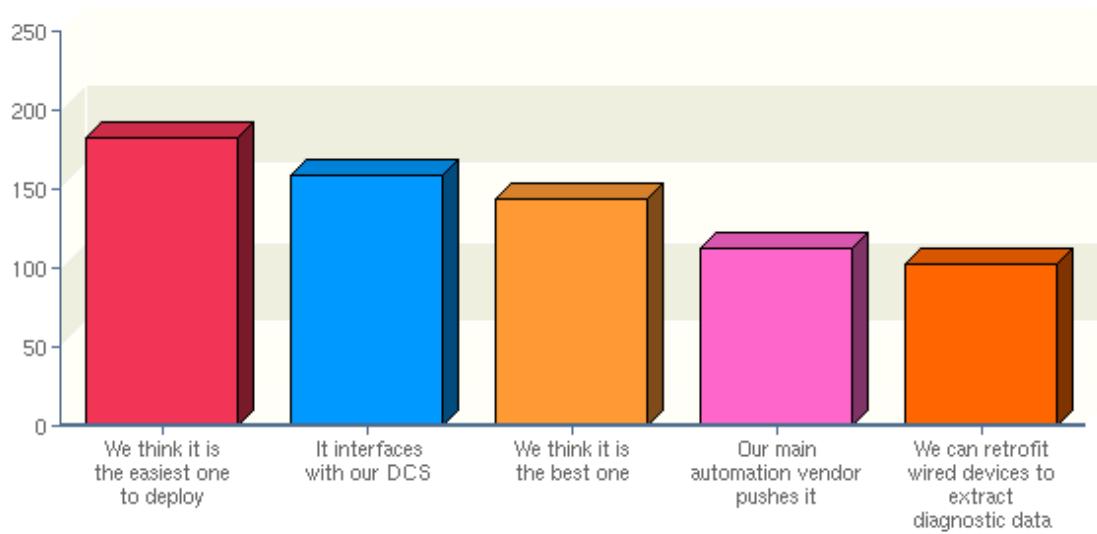 250
200
150
100
50
0
We think it is
the easiest one
to deploy
It interfaces
with our DCS
We think it is
the best one
Our main
automation vendor
pushes it
We can retrofit
wired devices to
extract
diagnostic data